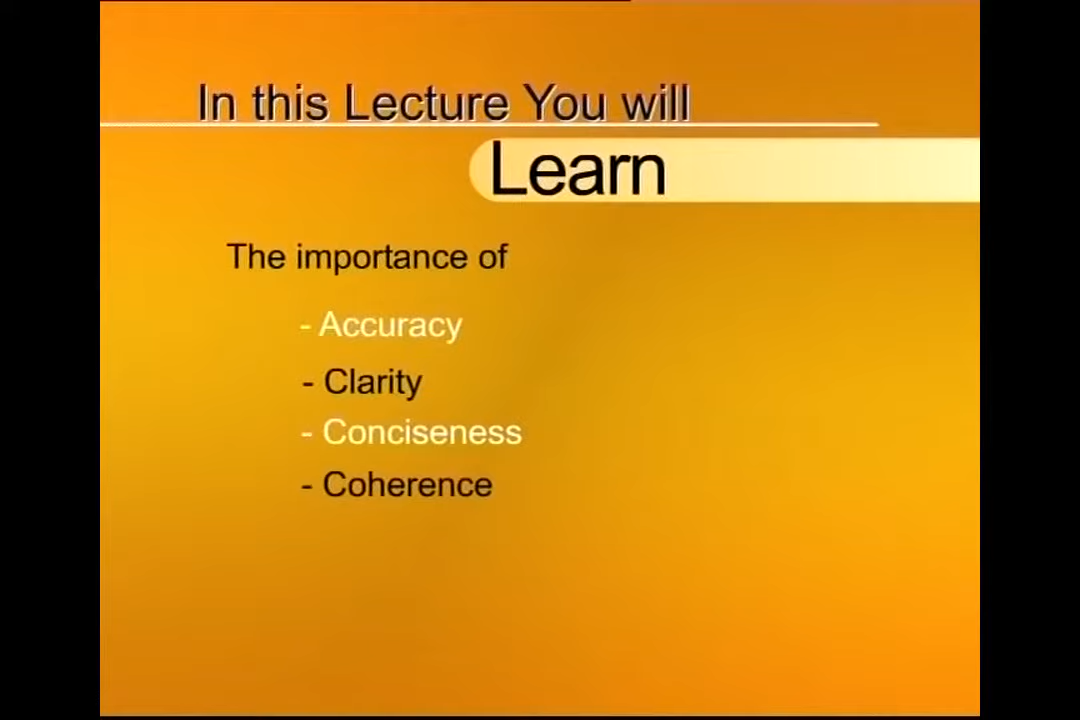 In this Lecture You will
Learn
The importance of
- Accuracy
- Clarity
- Conciseness
- Coherence